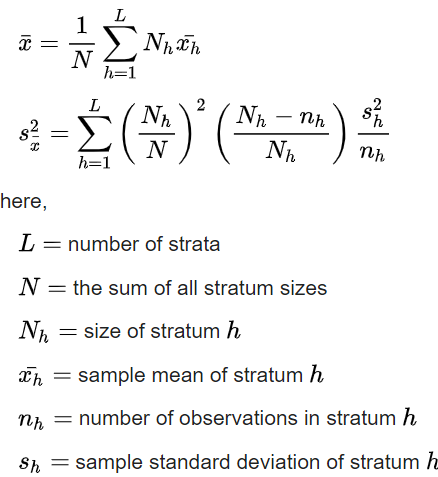 x̄ = 1/N ∑_{h=1}^{L} N_h x̄_h
s_x̄^2 = ∑_{h=1}^{L} (N_h/N)^2 ((N_h − n_h)/N_h) s_h^2/n_h
here,
L = number of strata
N = the sum of all stratum sizes
N_h = size of stratum h
x̄_h = sample mean of stratum h
n_h = number of observations in stratum h
s_h = sample standard deviation of stratum h